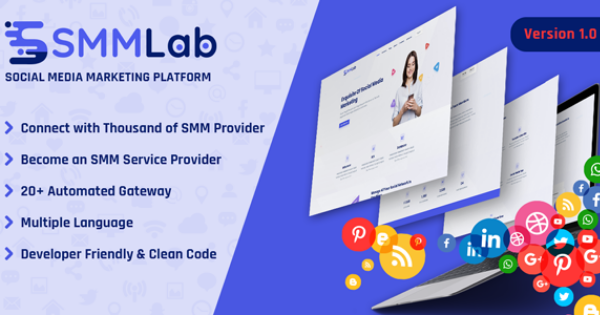 SMMLab
SOCIAL MEDIA MARKETING PLATFORM
Version 1.0
Connect with Thousand of SMM Provider
Become an SMM Service Provider
20+ Automated Gateway
Multiple Language
Developer Friendly & Clean Code